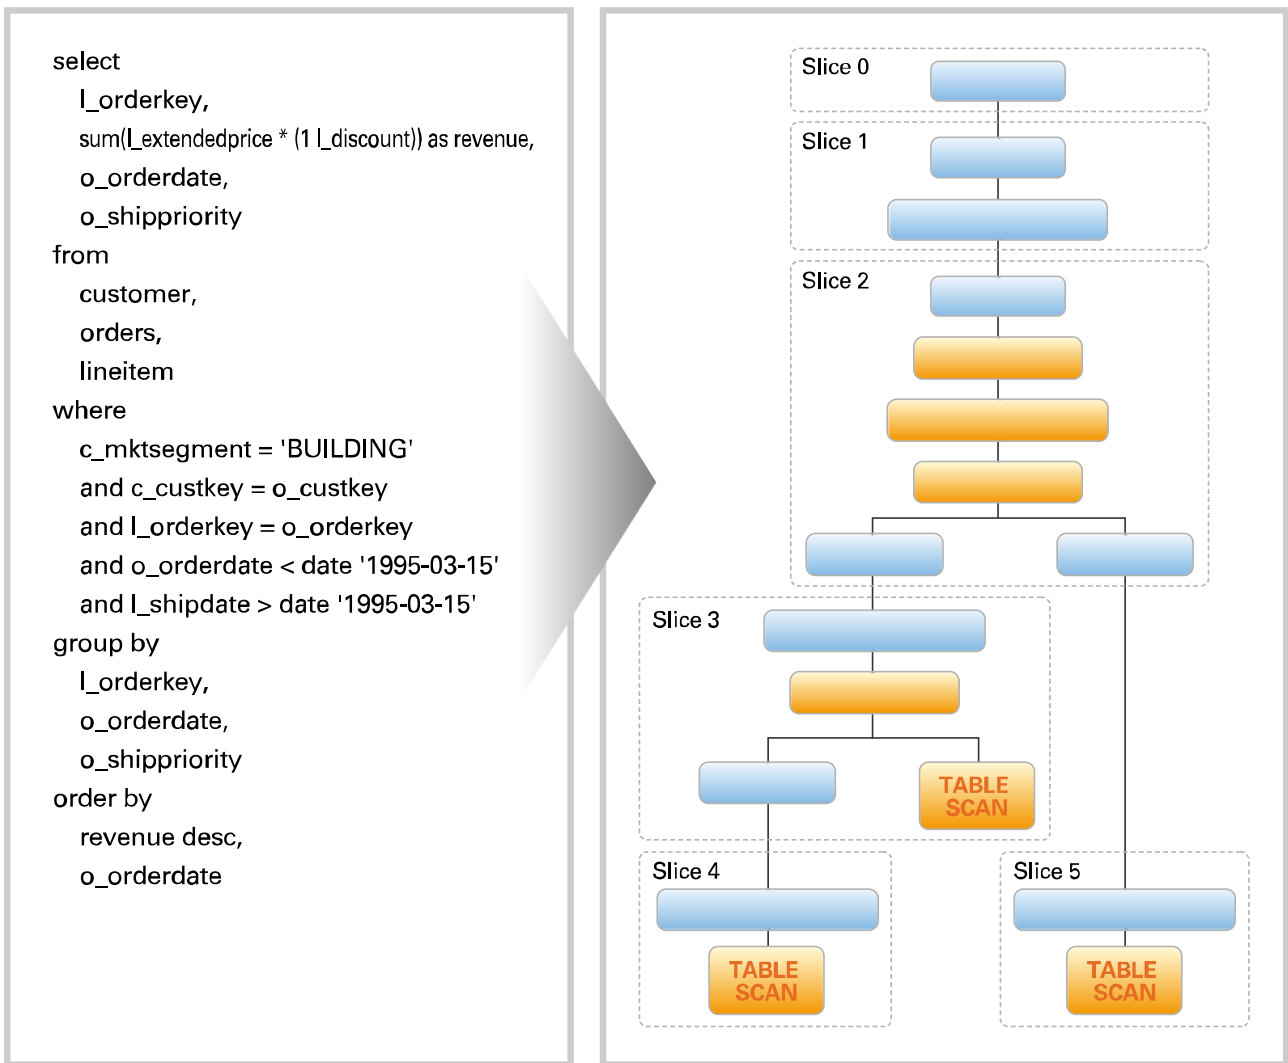 select
l_orderkey,
sum(l_extendedprice * (1 l_discount)) as revenue,
o_orderdate,
o_shippriority
from
customer,
orders,
lineitem
where
c_mktsegment = 'BUILDING'
and c_custkey = o_custkey
and l_orderkey = o_orderkey
and o_orderdate < date '1995-03-15'
and l_shipdate > date '1995-03-15'
group by
l_orderkey,
o_orderdate,
o_shippriority
order by
revenue desc,
o_orderdate
Slice 0
Slice 1
Slice 2
Slice 3
TABLE
SCAN
Slice 4
TABLE
SCAN
Slice 5
TABLE
SCAN